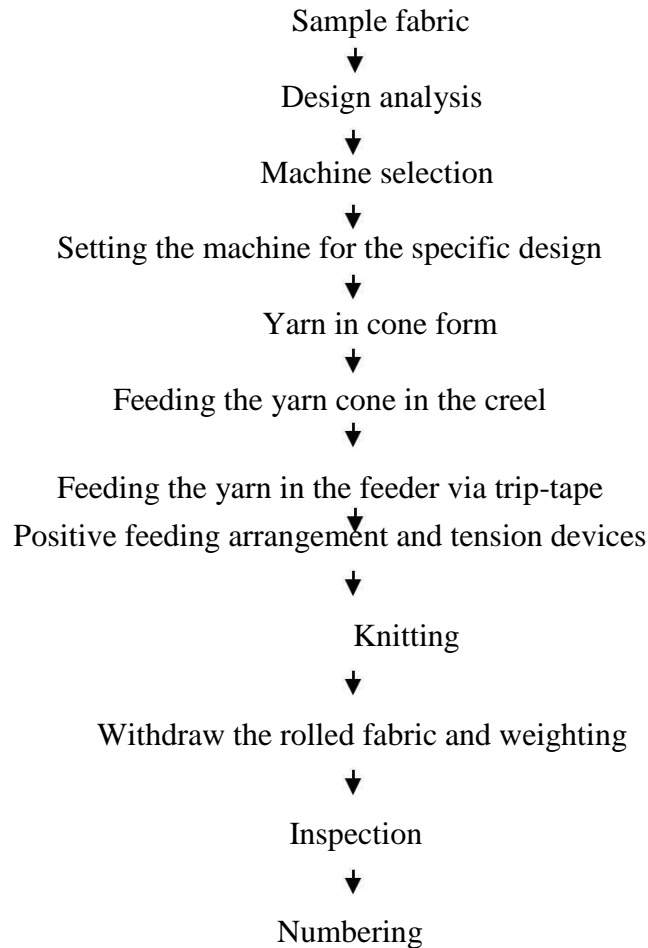 Sample fabric
Design analysis
Machine selection
Setting the machine for the specific design
Yarn in cone form
Feeding the yarn cone in the creel
Feeding the yarn in the feeder via trip-tape
Positive feeding arrangement and tension devices
Knitting
Withdraw the rolled fabric and weighting
Inspection
Numbering